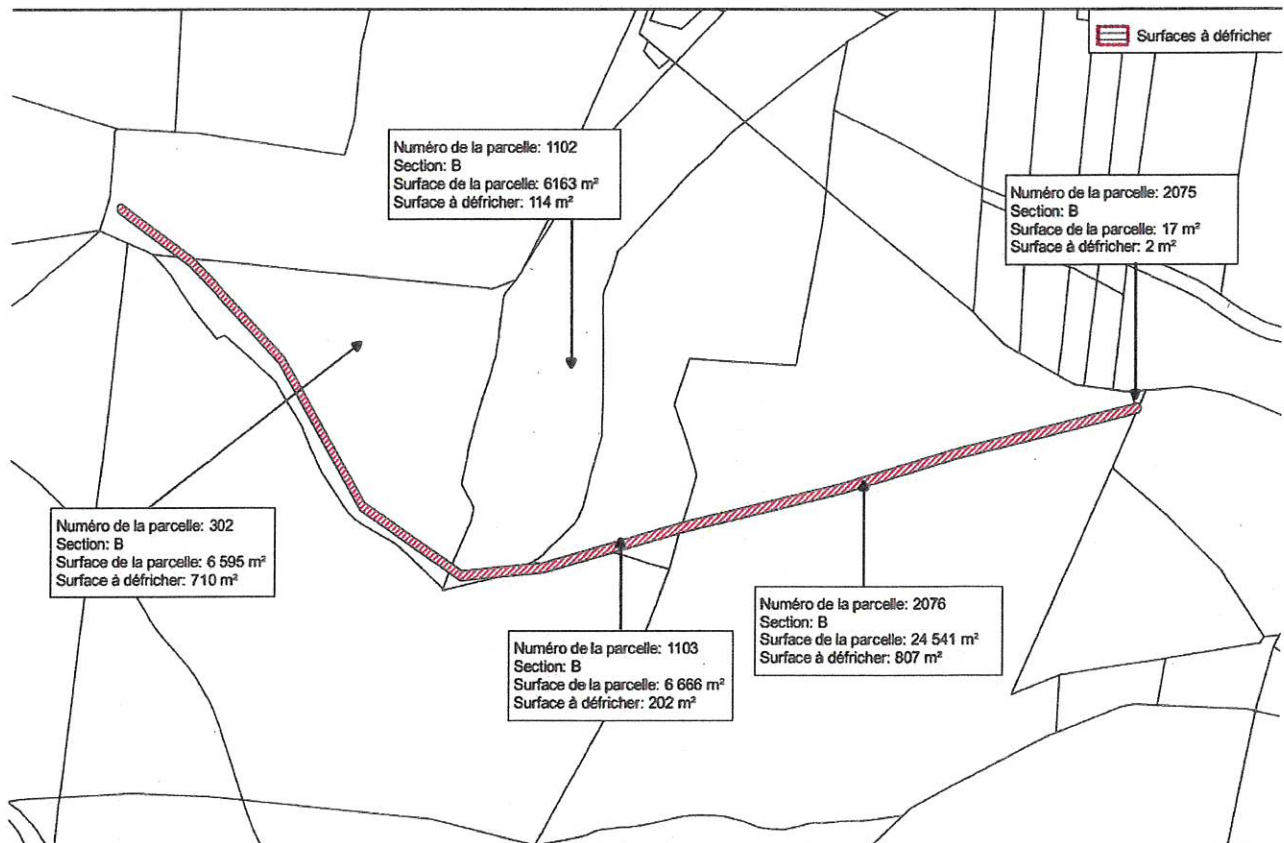 Surfaces à défricher
Numéro de la parcelle: 1102
Section: B
Surface de la parcelle: 6163 m²
Surface à défricher: 114 m²
Numéro de la parcelle: 2075
Section: B
Surface de la parcelle: 17 m²
Surface à défricher: 2 m²
Numéro de la parcelle: 302
Section: B
Surface de la parcelle: 6 595 m²
Surface à défricher: 710 m²
Numéro de la parcelle: 1103
Section: B
Surface de la parcelle: 6 666 m²
Surface à défricher: 202 m²
Numéro de la parcelle: 2076
Section: B
Surface de la parcelle: 24 541 m²
Surface à défricher: 807 m²